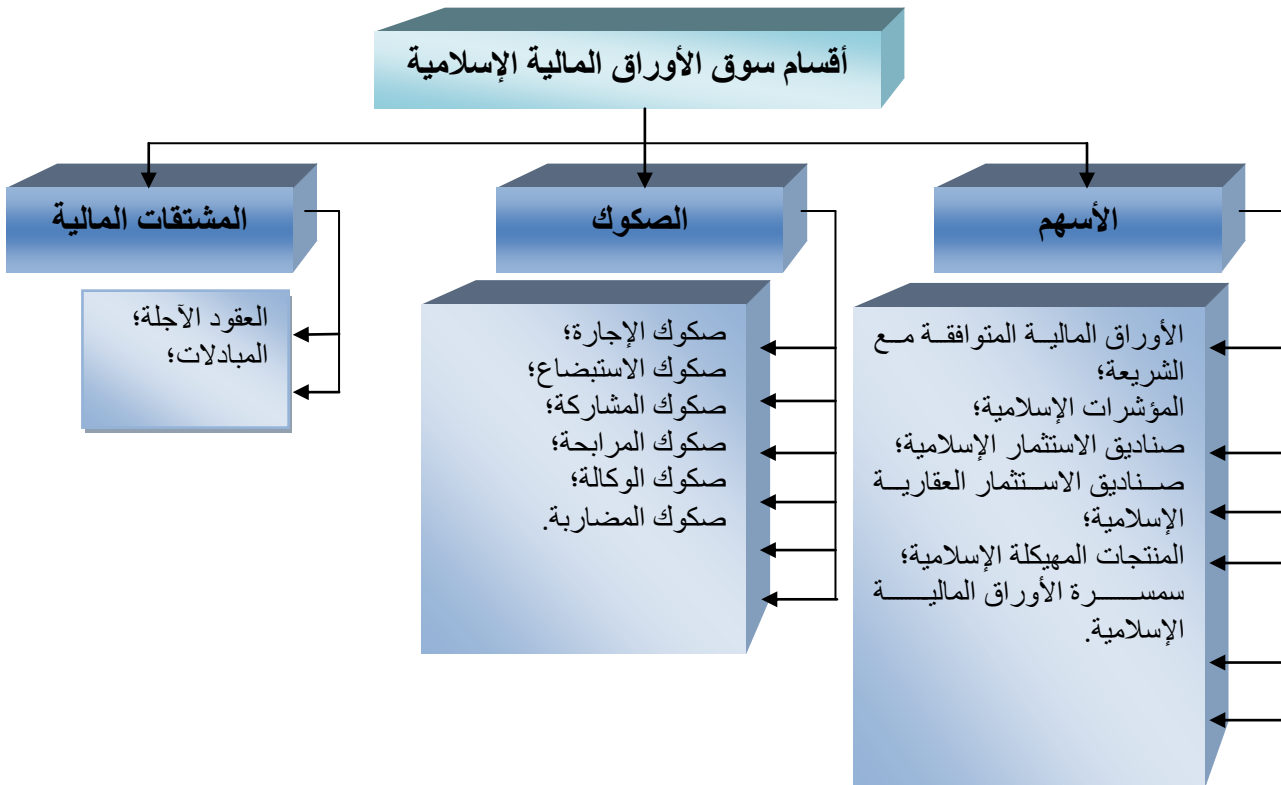 أقسام سوق الأوراق المالية الإسلامية
الأسهم
الصكوك
المشتقات المالية
الأوراق المالية المتوافقة مع
الشريعة؛
المؤشرات الإسلامية؛
صناديق الاستثمار الإسلامية؛
صناديق الاستثمار العقارية
الإسلامية؛
المنتجات المهيكلة الإسلامية؛
سمسرة الأوراق المالية
الإسلامية.
صكوك الإجارة؛
صكوك الاستبضاع؛
صكوك المشاركة؛
صكوك المرابحة؛
صكوك الوكالة؛
صكوك المضاربة.
العقود الآجلة؛
المبادلات؛